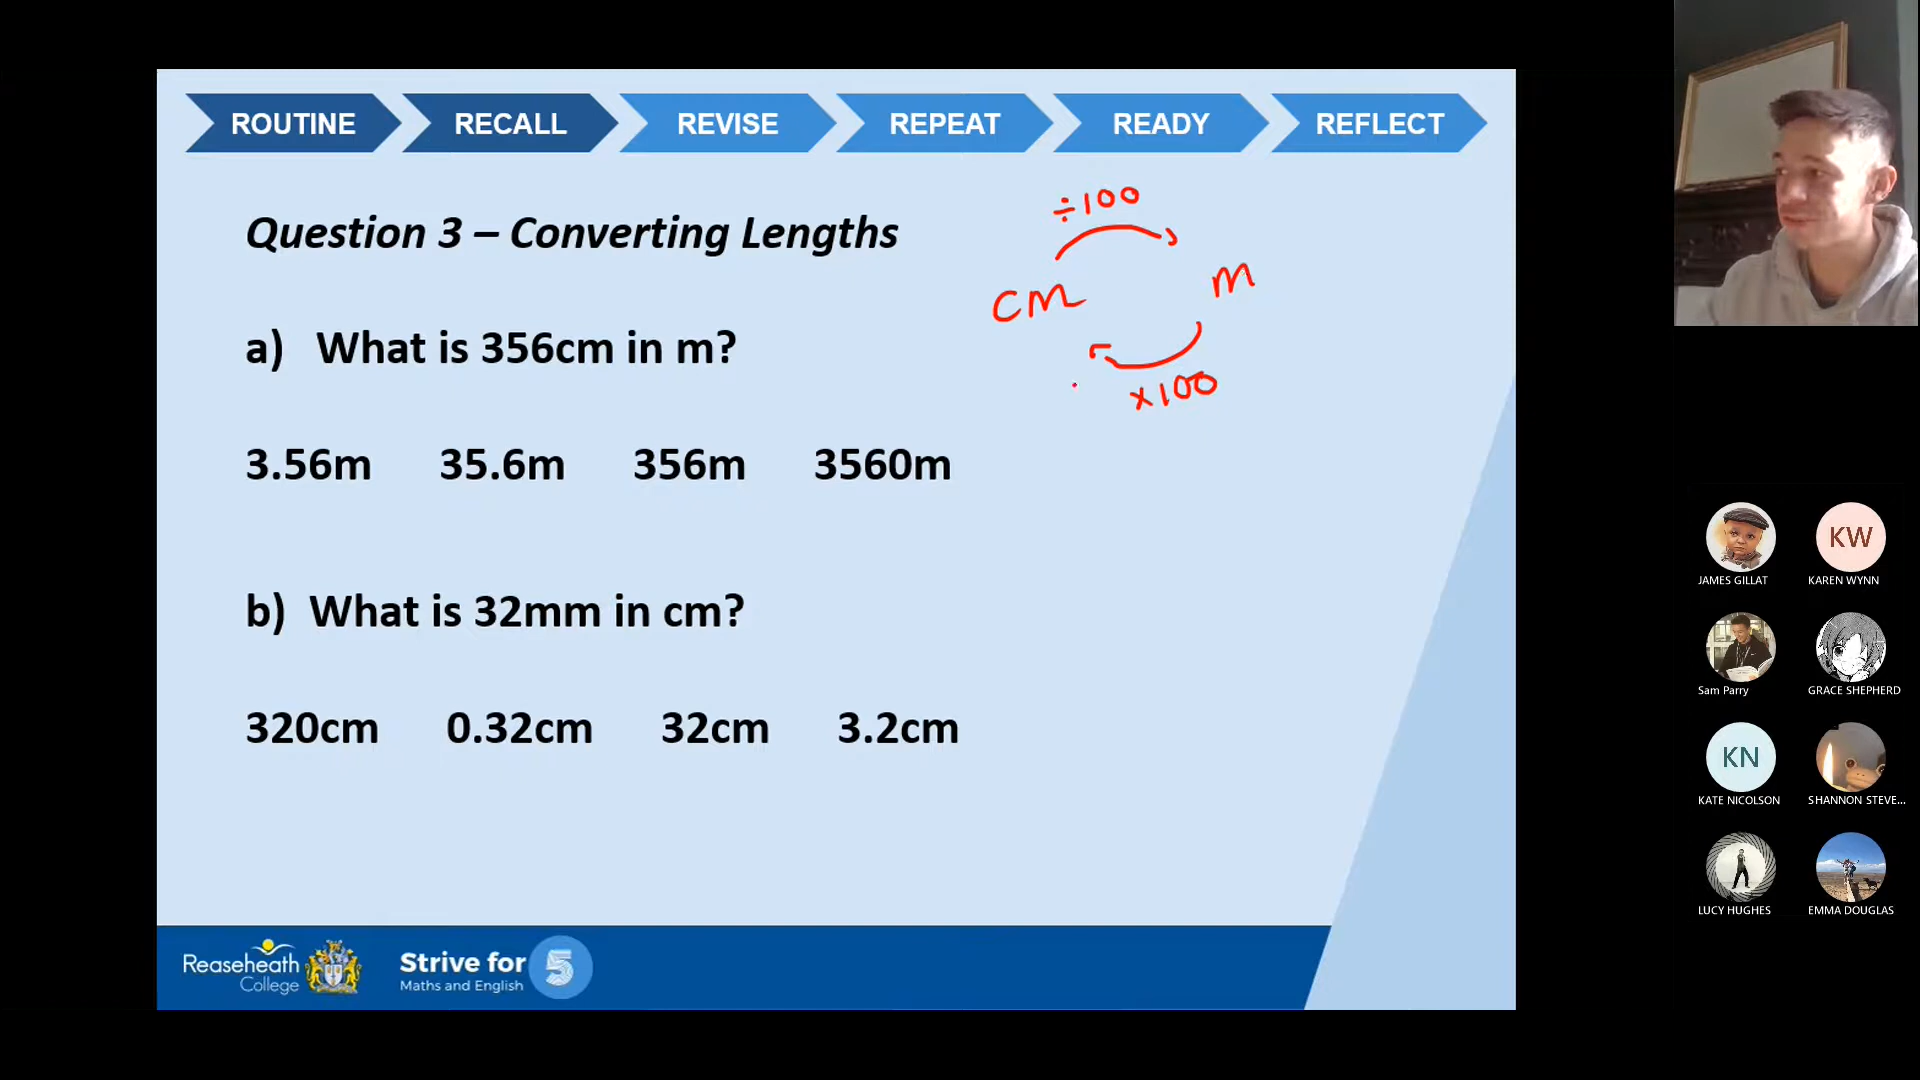 ROUTINE RECALL REVISE REPEAT READY REFLECT
Question 3 – Converting Lengths
÷100
cm m
x100
a) What is 356cm in m?
3.56m 35.6m 356m 3560m
b) What is 32mm in cm?
320cm 0.32cm 32cm 3.2cm
Reaseheath
College
Strive for 5
Maths and English
KW
JAMES GILLAT KAREN WYNN
Sam Parry GRACE SHEPHERD
KN
KATE NICOLSON SHANNON STEVE...
LUCY HUGHES EMMA DOUGLAS